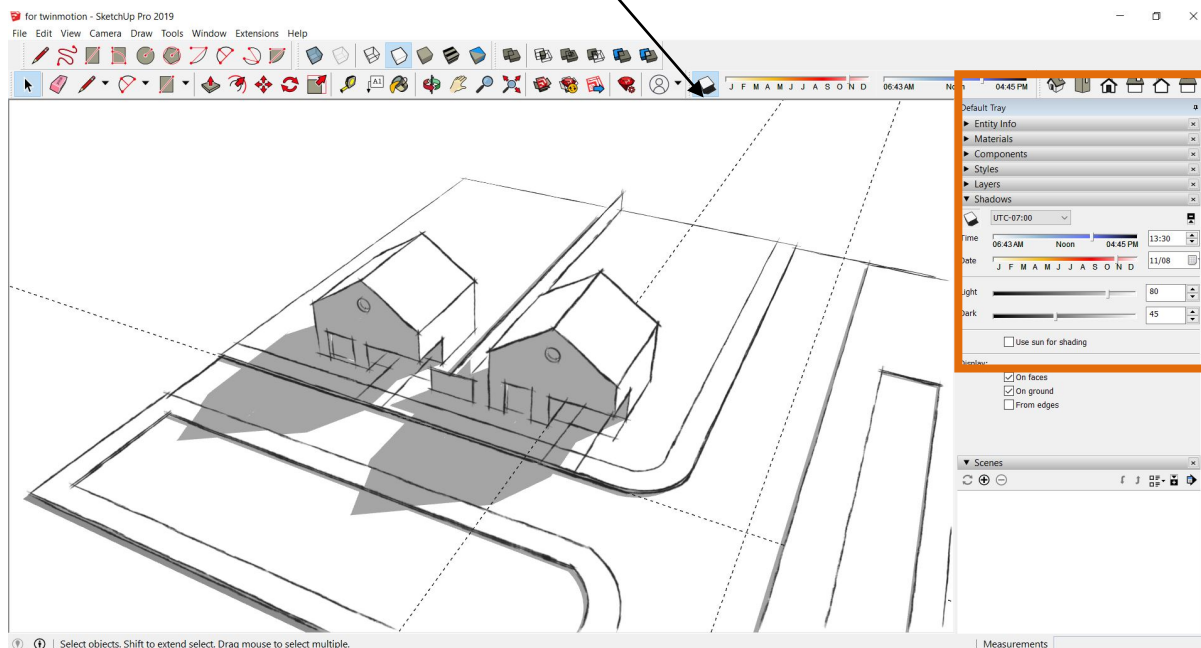 for twinmotion - SketchUp Pro 2019
File Edit View Camera Draw Tools Window Extensions Help
A1
J F M A M J J A S O N D 06:43 AM Noon 04:45 PM
Default Tray
Entity Info
Materials
Components
Styles
Layers
Shadows
UTC-07:00
Time 06:43 AM Noon 04:45 PM 13:30
Date J F M A M J J A S O N D 11/08
Light 80
Dark 45
Use sun for shading
Display:
On faces
On ground
From edges
Scenes
Select objects. Shift to extend select. Drag mouse to select multiple. Measurements